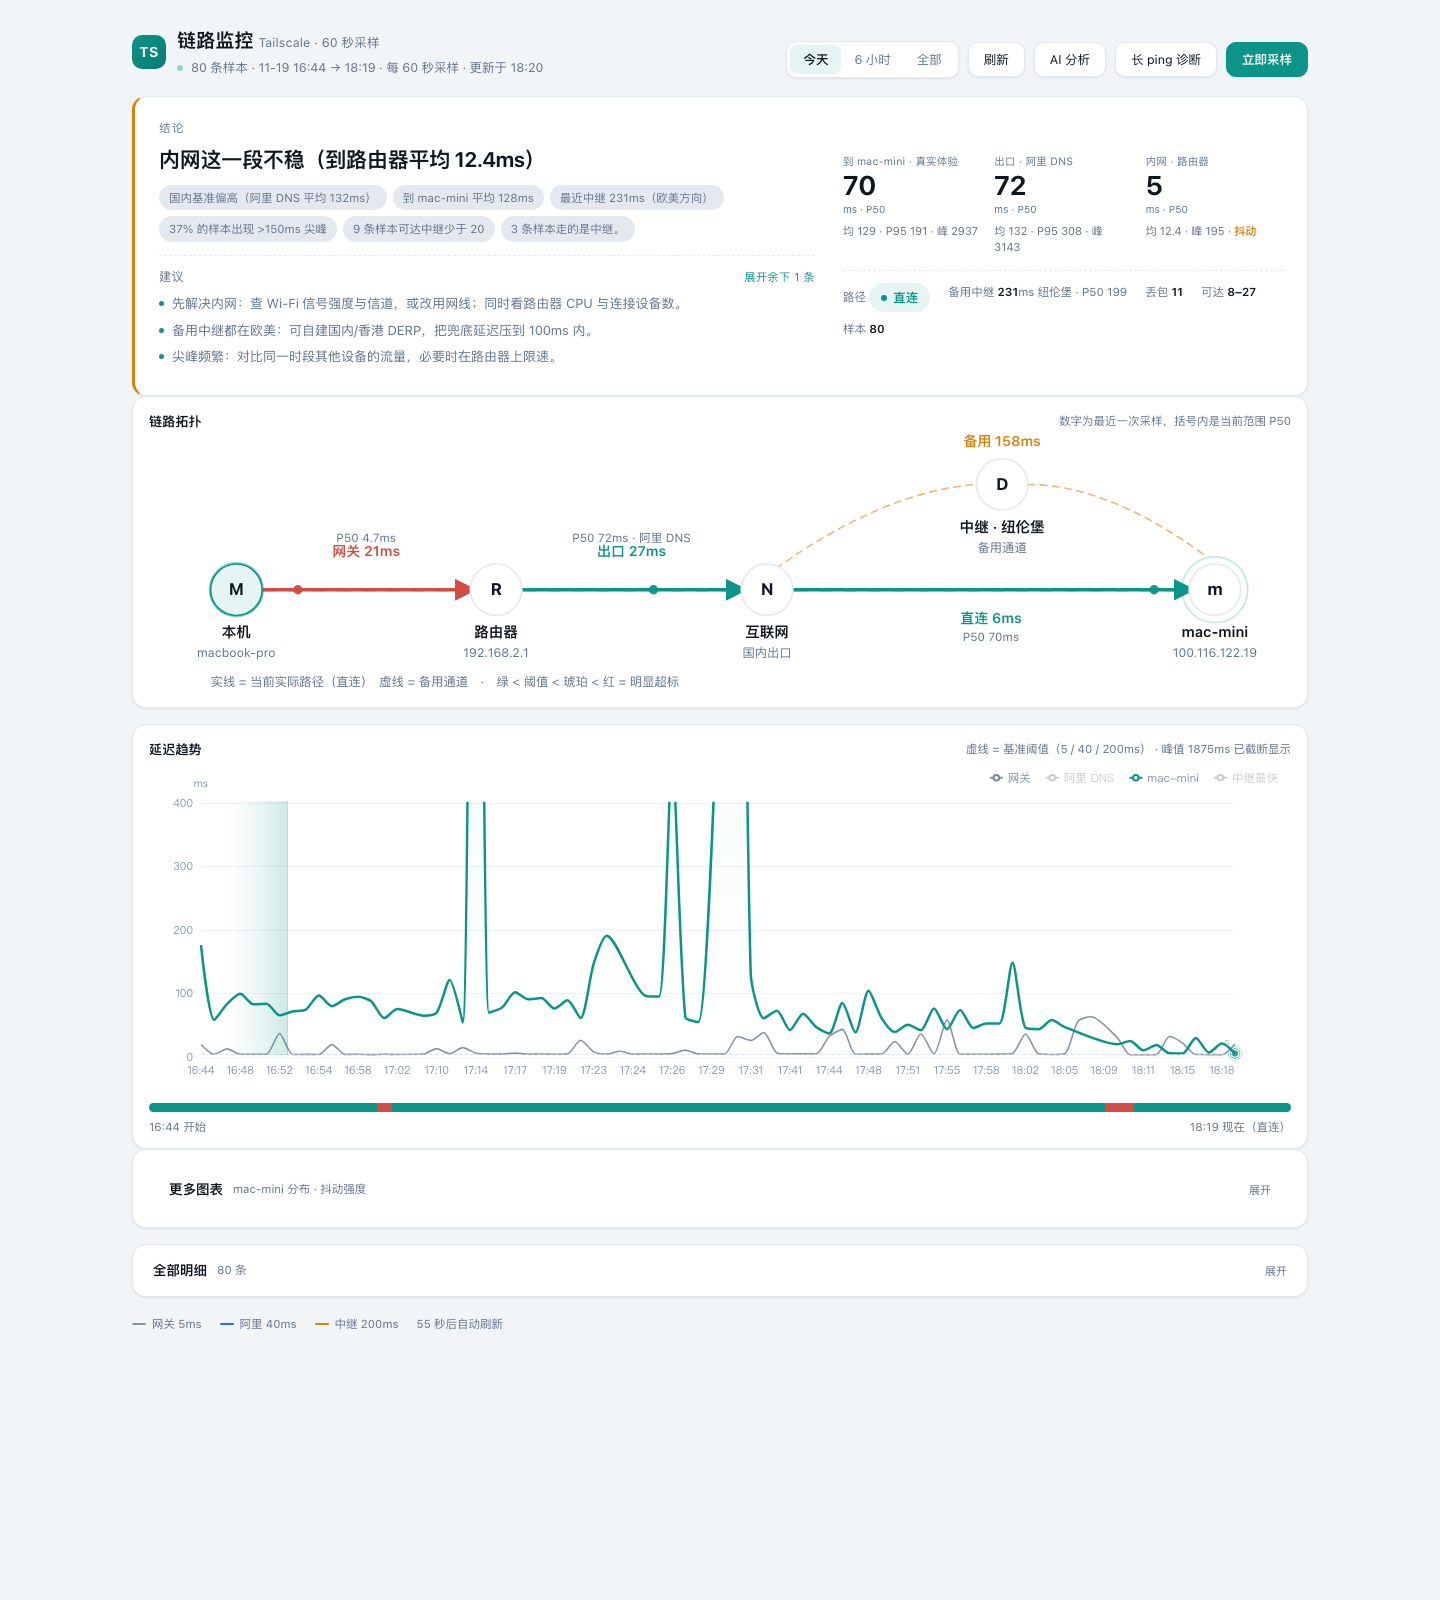 TS
链路监控 Tailscale · 60 秒采样
80 条样本 · 11-19 16:44 → 18:19 · 每 60 秒采样 · 更新于 18:20
今天 6 小时 全部 刷新 AI 分析 长 ping 诊断 立即采样
结论
内网这一段不稳（到路由器平均 12.4ms）
国内基准偏高（阿里 DNS 平均 132ms） 到 mac-mini 平均 128ms 最近中继 231ms（欧美方向）
37% 的样本出现 >150ms 尖峰 9 条样本可达中继少于 20 3 条样本走的是中继。
建议 展开余下 1 条
先解决内网：查 Wi-Fi 信号强度与信道，或改用网线；同时看路由器 CPU 与连接设备数。
备用中继都在欧美：可自建国内/香港 DERP，把兜底延迟压到 100ms 内。
尖峰频繁：对比同一时段其他设备的流量，必要时在路由器上限速。
到 mac-mini · 真实体验
70
ms · P50
均 129 · P95 191 · 峰 2937
出口 · 阿里 DNS
72
ms · P50
均 132 · P95 308 · 峰
3143
内网 · 路由器
5
ms · P50
均 12.4 · 峰 195 · 抖动
路径 直连 备用中继 231ms 纽伦堡 · P50 199 丢包 11 可达 8–27
样本 80
链路拓扑 数字为最近一次采样，括号内是当前范围 P50
备用 158ms
D
中继 · 纽伦堡
备用通道
P50 4.7ms P50 72ms · 阿里 DNS
网关 21ms 出口 27ms
M R N m
直连 6ms
P50 70ms
本机 路由器 互联网 mac-mini
macbook-pro 192.168.2.1 国内出口 100.116.122.19
实线 = 当前实际路径（直连） 虚线 = 备用通道 · 绿 < 阈值 < 琥珀 < 红 = 明显超标
延迟趋势 虚线 = 基准阈值（5 / 40 / 200ms） · 峰值 1875ms 已截断显示
网关 阿里 DNS mac-mini 中继最快
ms
400
300
200
100
0
16:44 16:48 16:52 16:54 16:58 17:02 17:10 17:14 17:17 17:19 17:23 17:24 17:26 17:29 17:31 17:41 17:44 17:48 17:51 17:55 17:58 18:02 18:05 18:09 18:11 18:15 18:18
16:44 开始 18:19 现在（直连）
更多图表 mac-mini 分布 · 抖动强度 展开
全部明细 80 条 展开
网关 5ms 阿里 40ms 中继 200ms 55 秒后自动刷新